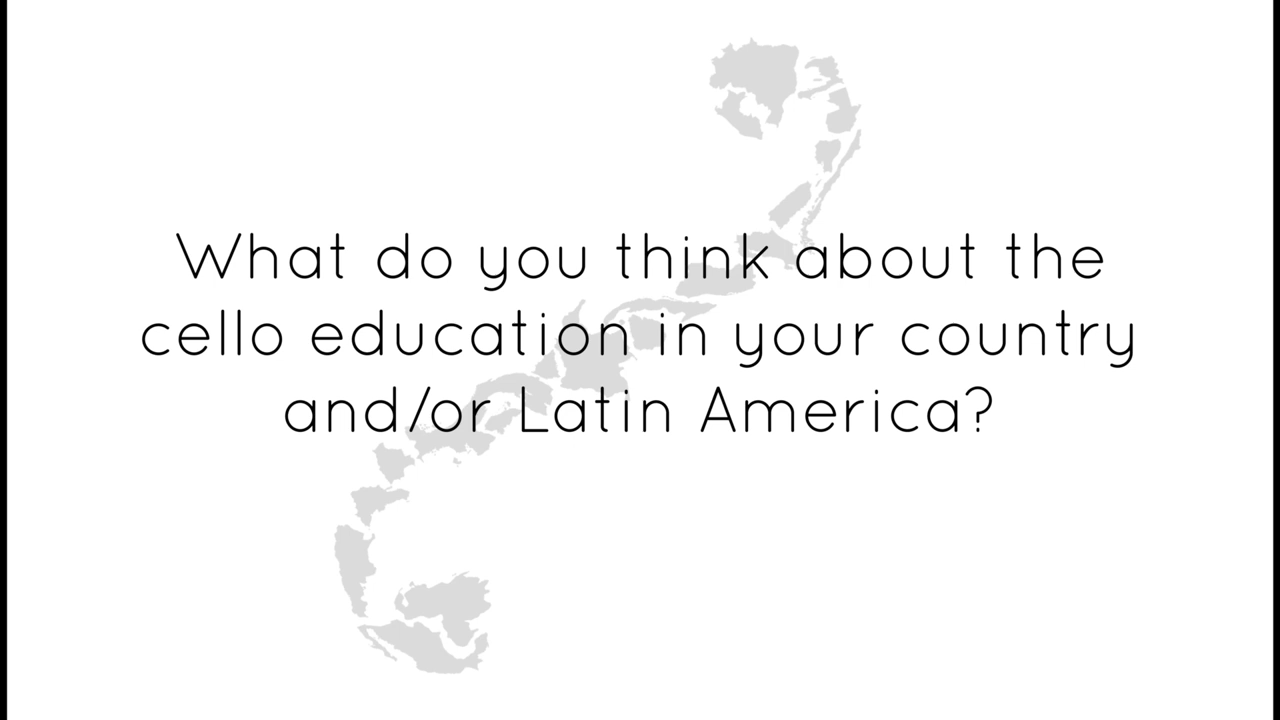 What do you think about the
cello education in your country
and/or Latin America?